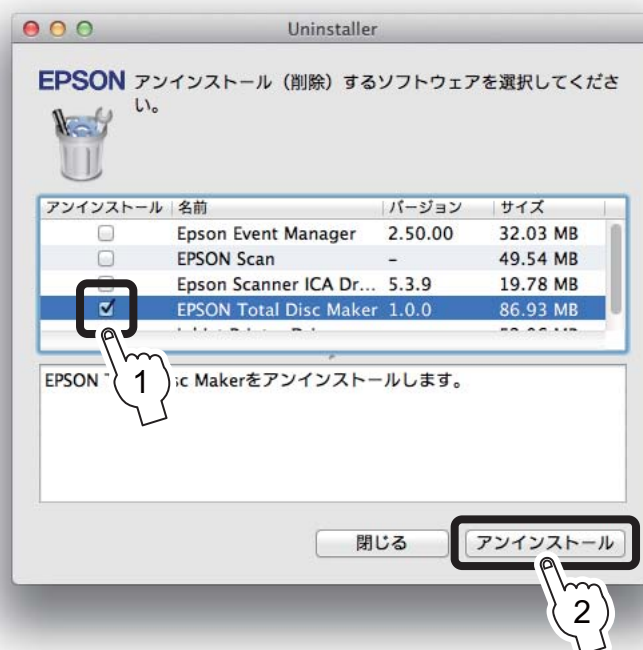 Uninstaller
EPSON アンインストール（削除）するソフトウェアを選択してください。
アンインストール 名前 バージョン サイズ
Epson Event Manager 2.50.00 32.03 MB
EPSON Scan - 49.54 MB
Epson Scanner ICA Dr... 5.3.9 19.78 MB
EPSON Total Disc Maker 1.0.0 86.93 MB
1
EPSON T sc Makerをアンインストールします。
閉じる アンインストール
2